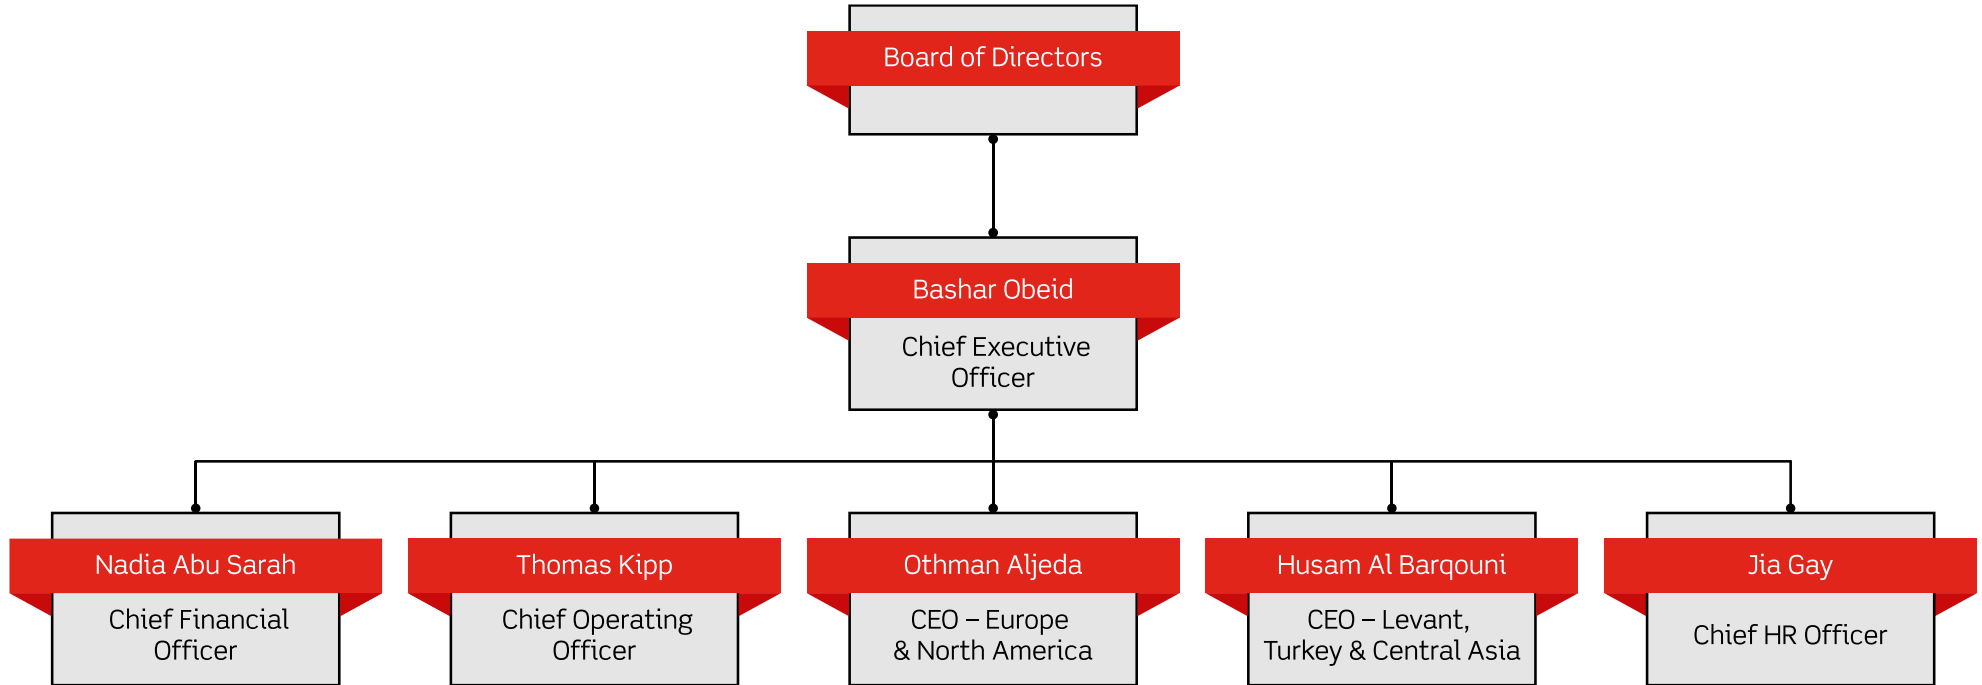 Board of Directors
Bashar Obeid
Chief Executive
Officer
Nadia Abu Sarah
Chief Financial
Officer
Thomas Kipp
Chief Operating
Officer
Othman Aljeda
CEO – Europe
& North America
Husam Al Barqouni
CEO – Levant,
Turkey & Central Asia
Jia Gay
Chief HR Officer